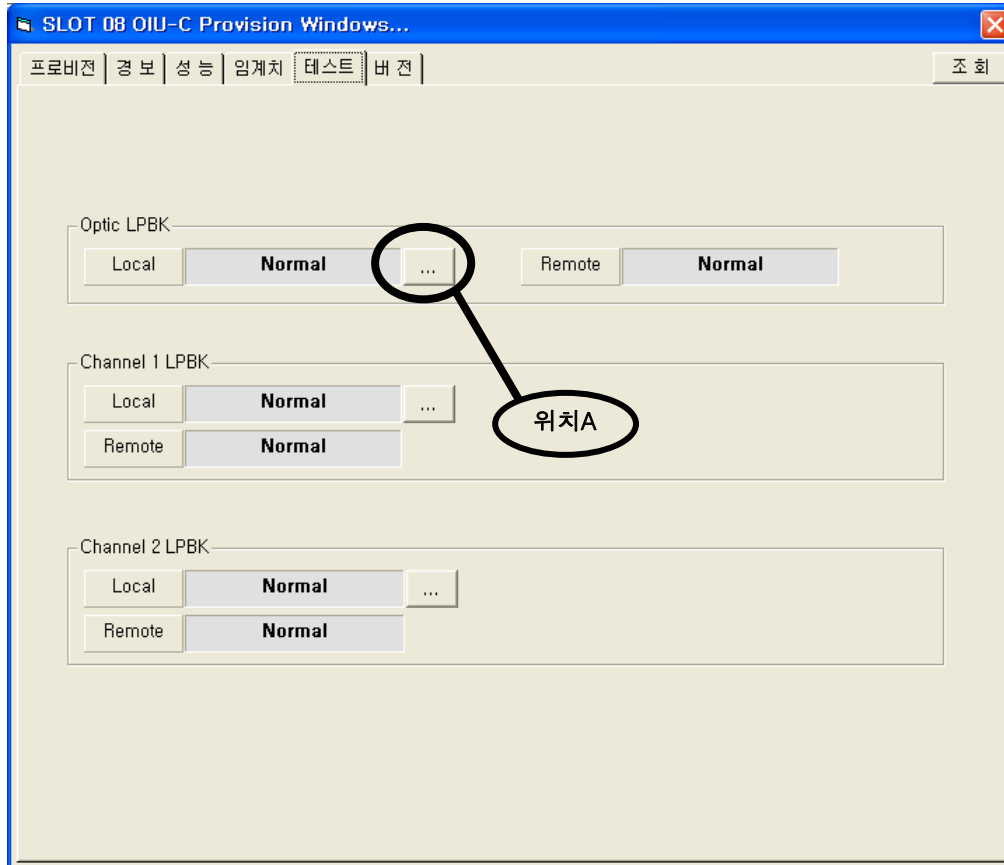 SLOT 08 OIU-C Provision Windows...
프로비전 경 보 성 능 임계치 테스트 버 전 조 회
Optic LPBK
Local Normal ... Remote Normal
Channel 1 LPBK
Local Normal ...
위치A
Remote Normal
Channel 2 LPBK
Local Normal ...
Remote Normal